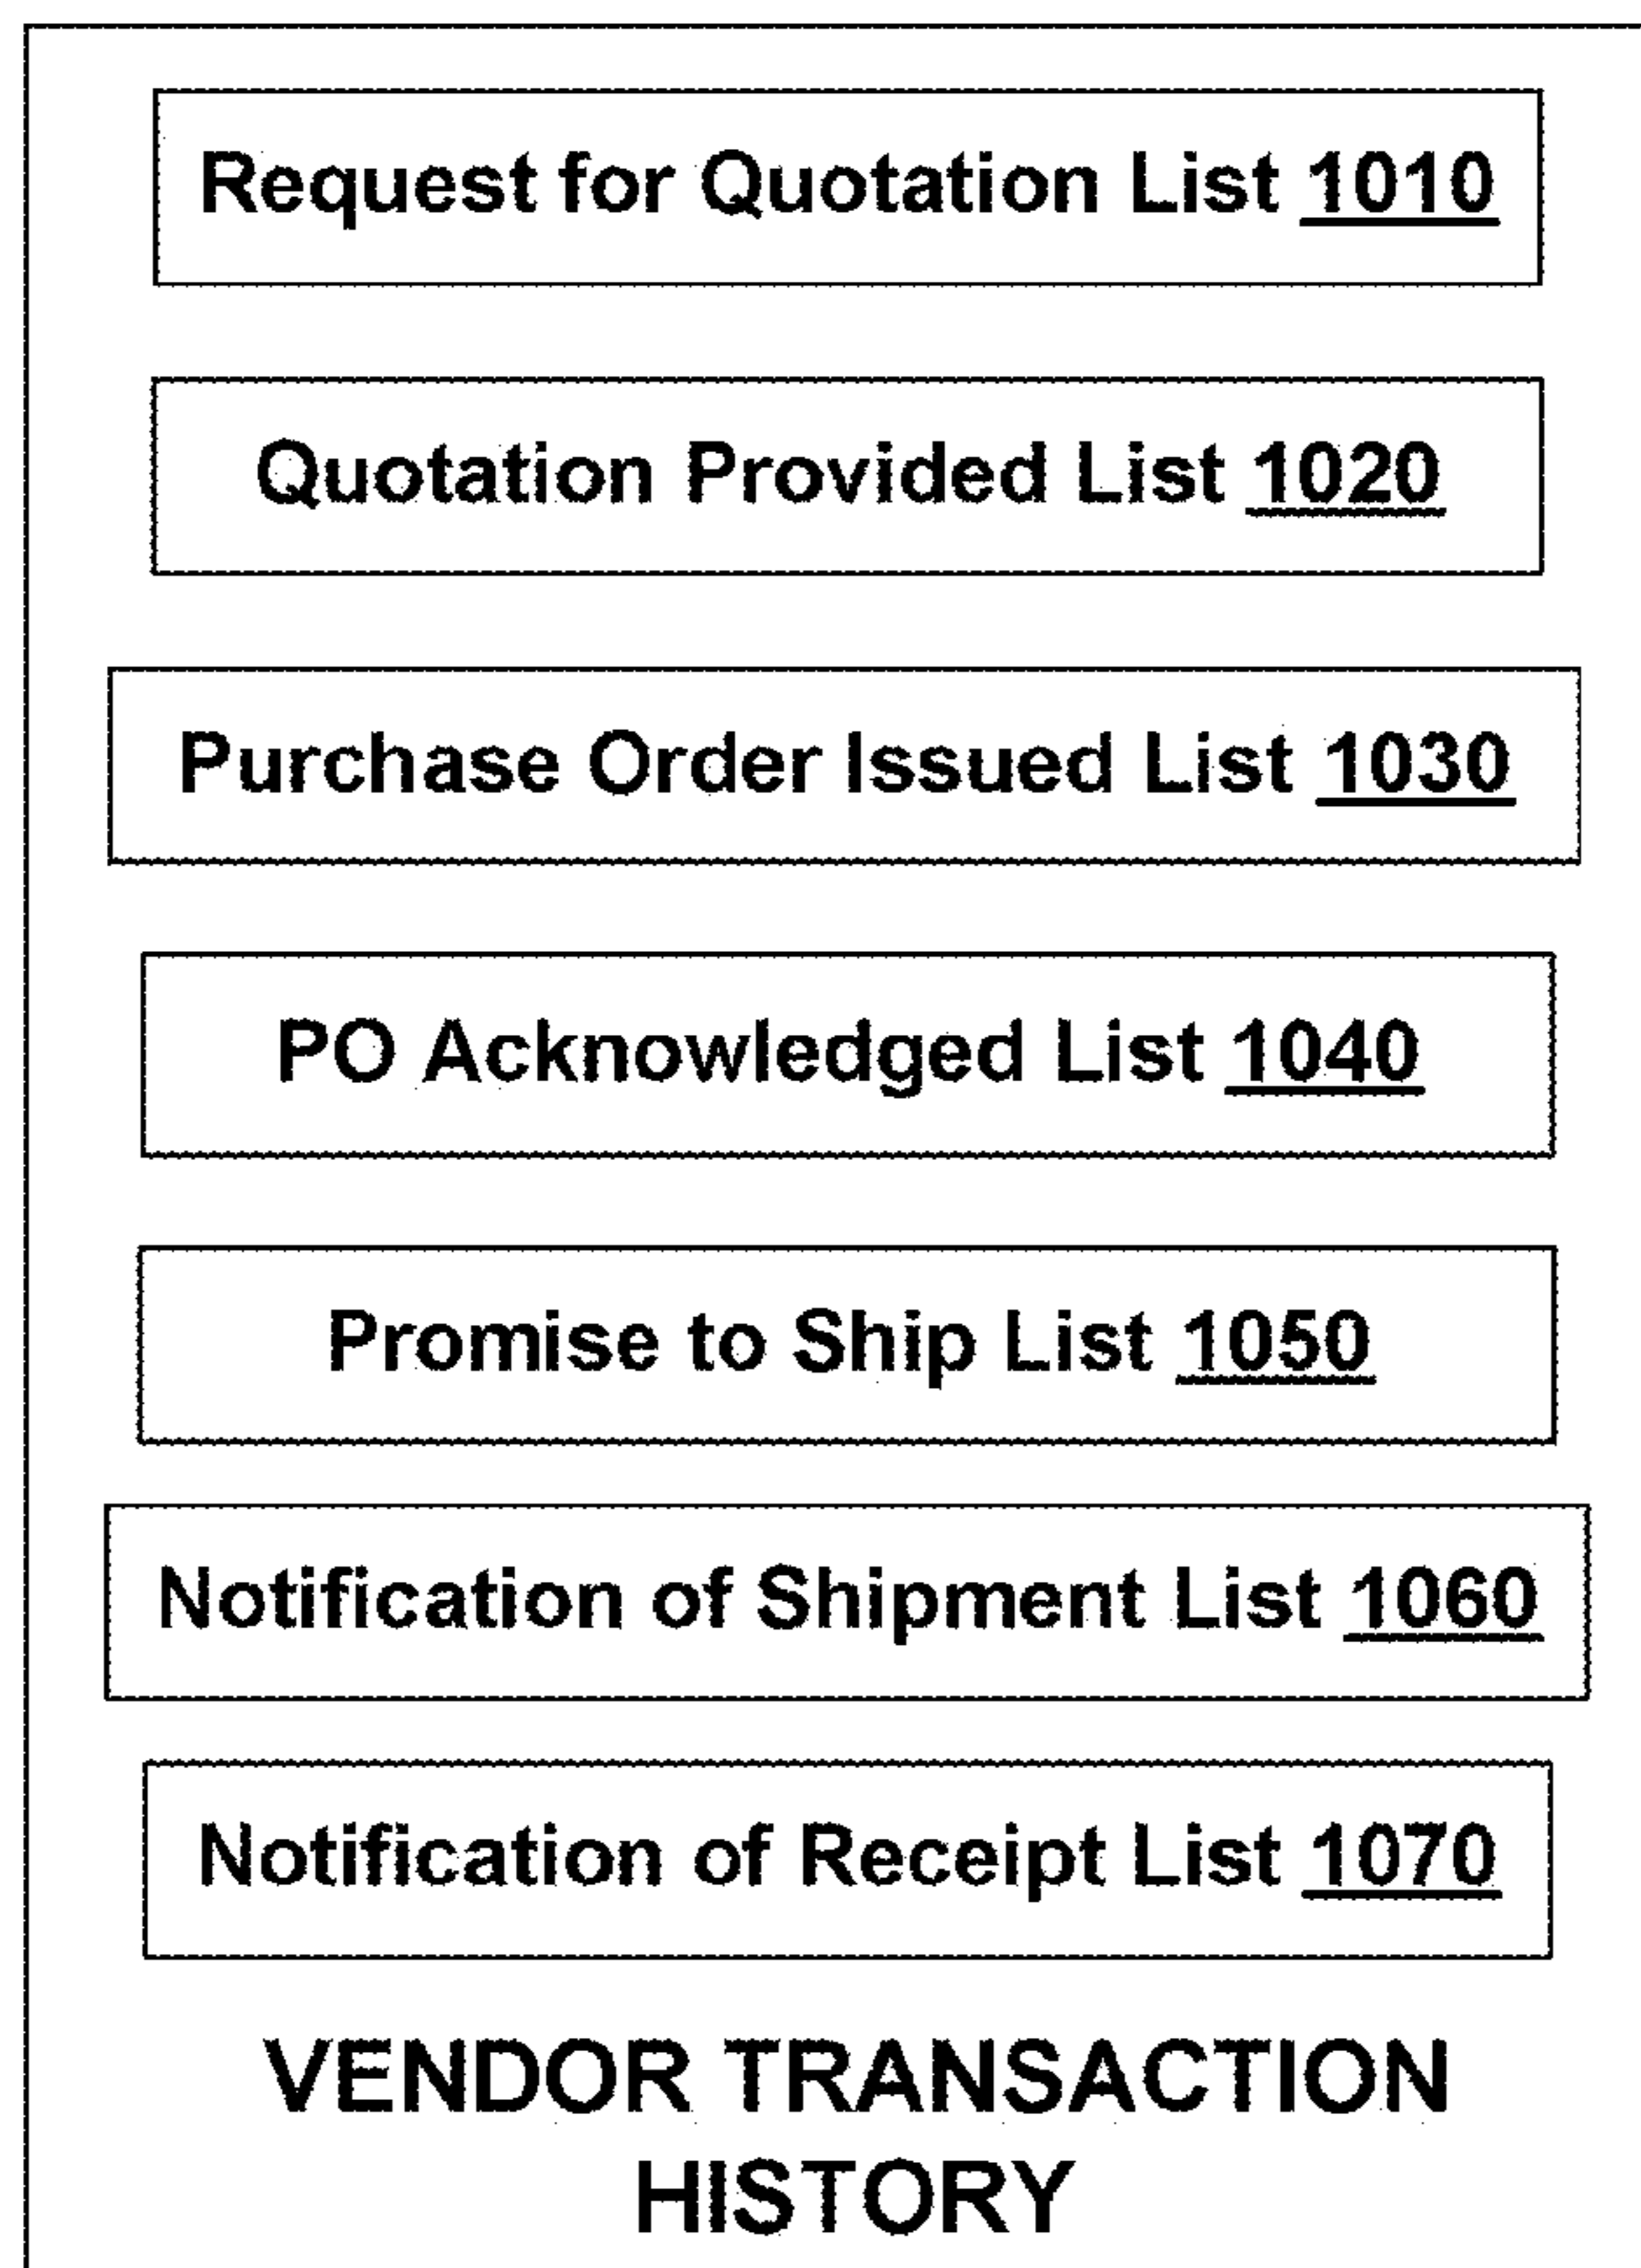 Request for Quotation List 1010
Quotation Provided List 1020
Purchase Order Issued List 1030
PO Acknowledged List 1040
Promise to Ship List 1050
Notification of Shipment List 1060
Notification of Receipt List 1070
VENDOR TRANSACTION
HISTORY